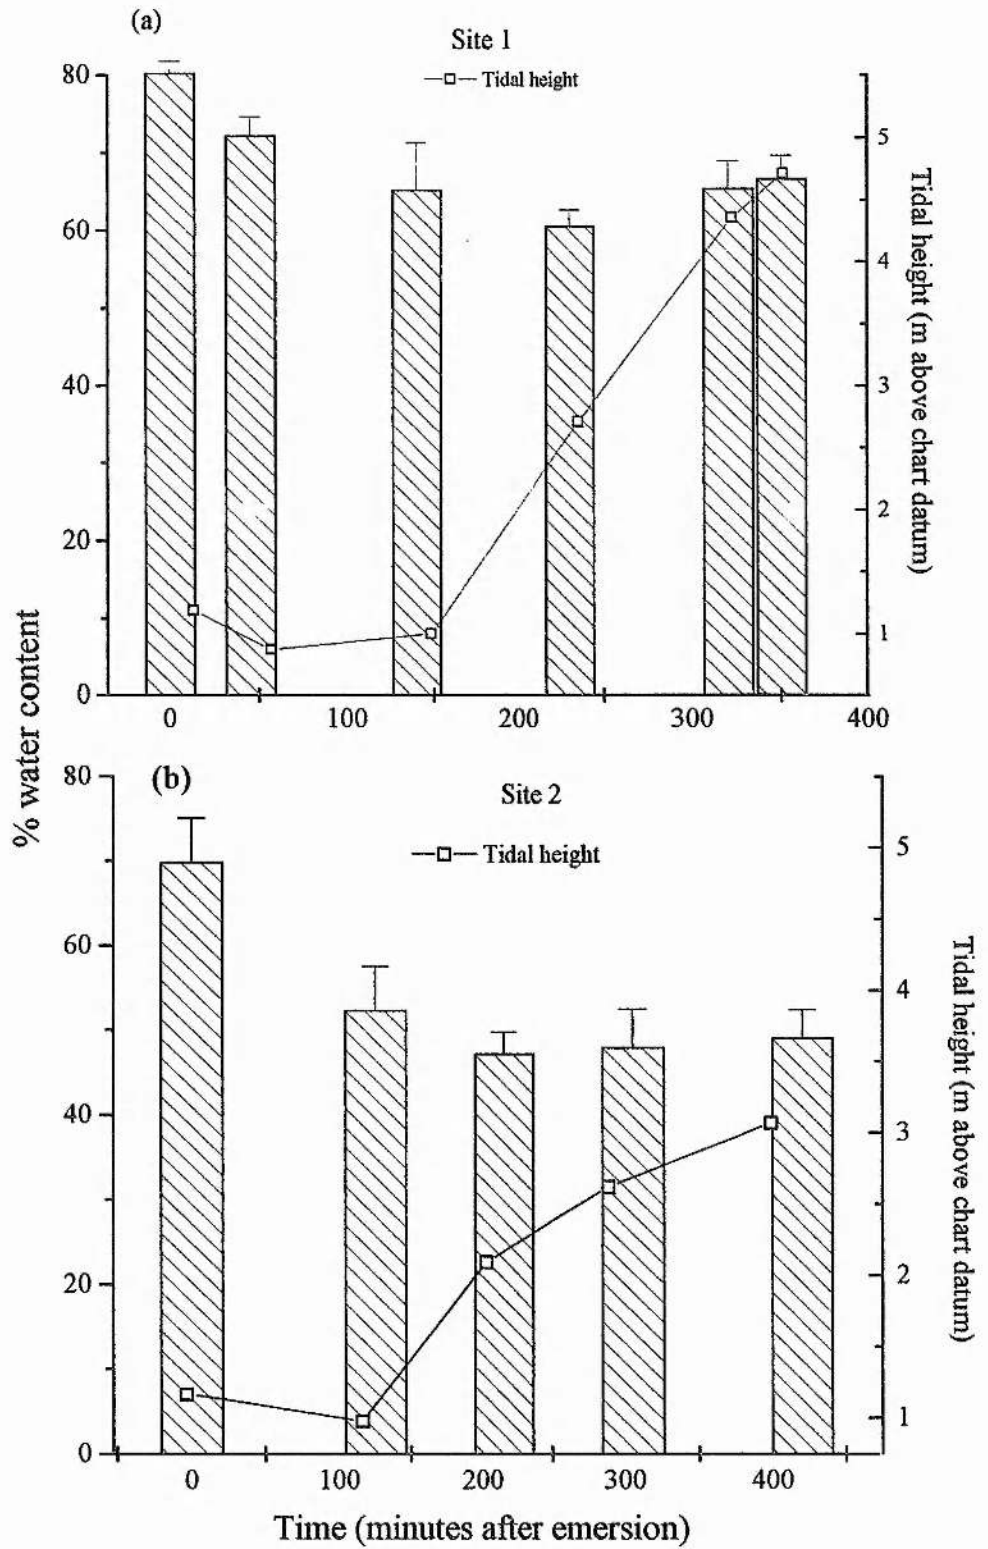 (a)
Site 1
Tidal height
80
60
40
20
0
5
4
3
2
1
0 100 200 300 400
Tidal height (m above chart datum)
% water content
(b)
Site 2
Tidal height
80
60
40
20
0
5
4
3
2
1
0 100 200 300 400
Tidal height (m above chart datum)
Time (minutes after emersion)